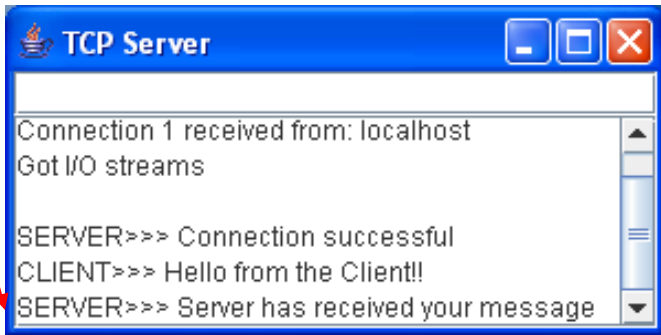 TCP Server
Connection 1 received from: localhost
Got I/O streams
SERVER>>> Connection successful
CLIENT>>> Hello from the Client!!
SERVER>>> Server has received your message